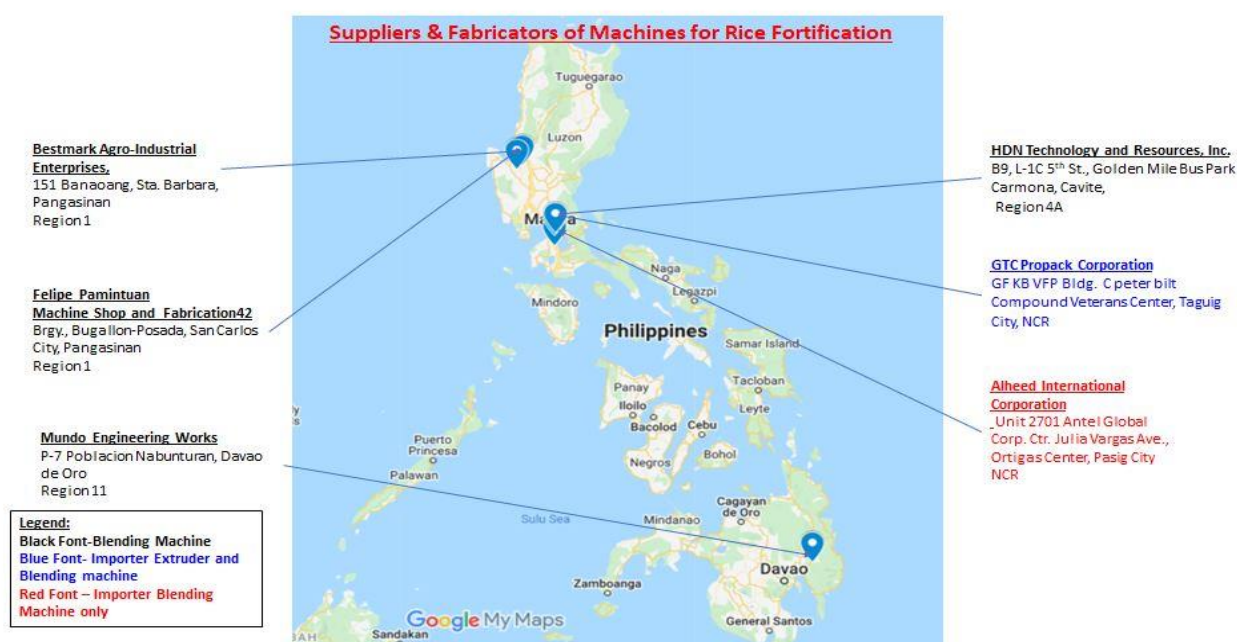 Suppliers & Fabricators of Machines for Rice Fortification
Bestmark Agro-Industrial
Enterprises,
151 Banaoang, Sta. Barbara,
Pangasinan
Region 1
Felipe Pamintuan
Machine Shop and Fabrication42
Brgy., Bugallon-Posada, San Carlos
City, Pangasinan
Region 1
Mundo Engineering Works
P-7 Poblacion Nabunturan, Davao
de Oro
Region 11
Legend:
Black Font-Blending Machine
Blue Font- Importer Extruder and
Blending machine
Red Font – Importer Blending
Machine only
Tuguegarao
Luzon
Naga
Legazpi
Mindoro
Philippines
Samar Island
Panay
Tacloban
Iloilo
Leyte
Bacolod
Cebu
Puerto
Princesa
Negros
Bohol
Palawan
Cagayan
de Oro
Sulu Sea
Mindanao
Davao
Zamboanga
General Santos
Google My Maps
Sandakan
HDN Technology and Resources, Inc.
B9, L-1C 5th St., Golden Mile Bus Park
Carmona, Cavite,
Region 4A
GTC Propack Corporation
GF KB VFP Bldg. C peter bilt
Compound Veterans Center, Taguig
City, NCR
Alheed International
Corporation
Unit 2701 Antel Global
Corp. Ctr. Julia Vargas Ave.,
Ortigas Center, Pasig City
NCR